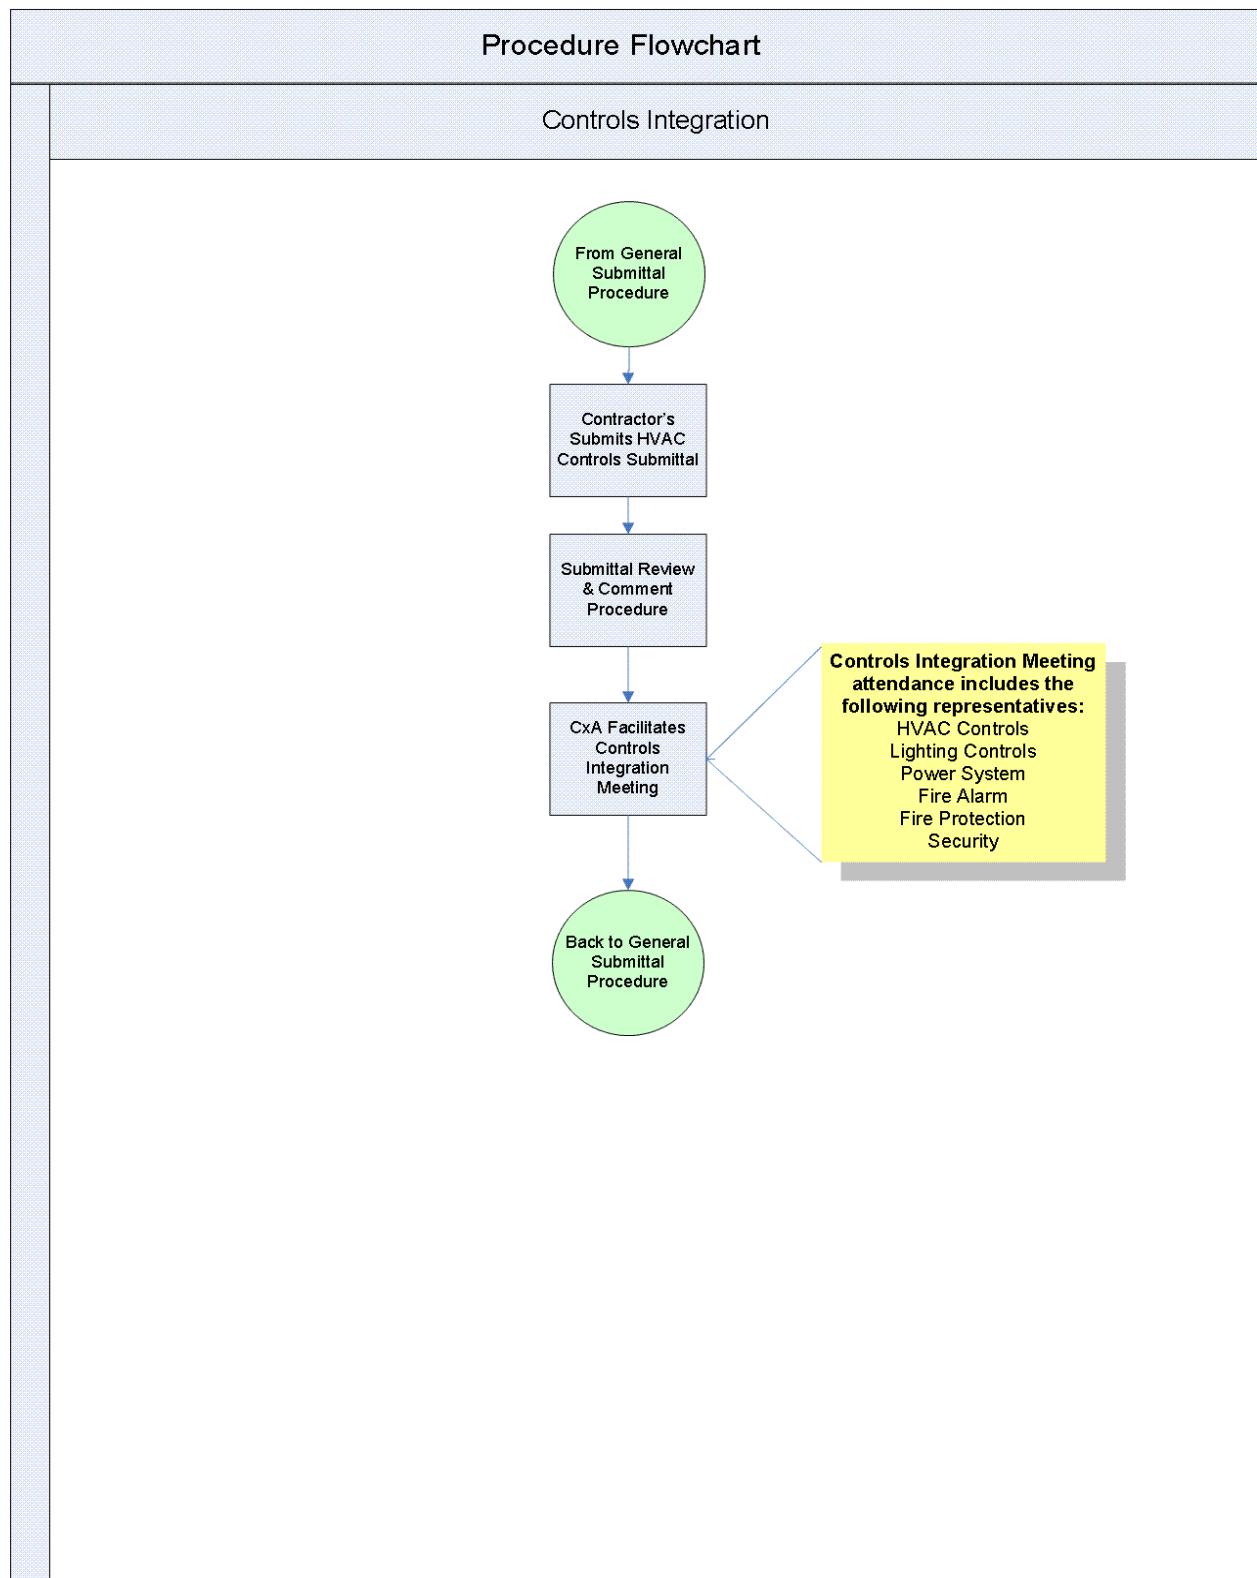 Procedure Flowchart
Controls Integration
From General
Submittal
Procedure
Contractor's
Submits HVAC
Controls Submittal
Submittal Review
& Comment
Procedure
CxA Facilitates
Controls
Integration
Meeting
Controls Integration Meeting
attendance includes the
following representatives:
HVAC Controls
Lighting Controls
Power System
Fire Alarm
Fire Protection
Security
Back to General
Submittal
Procedure